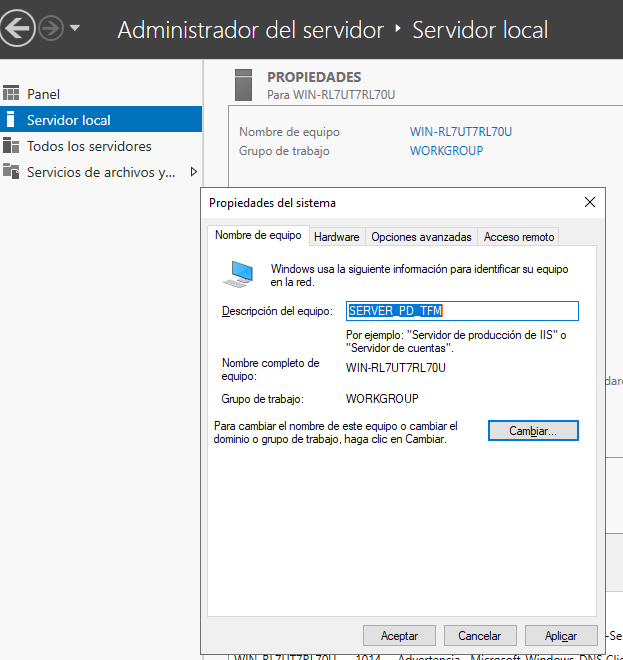 Administrador del servidor ‣ Servidor local
Panel
Servidor local
Todos los servidores
Servicios de archivos y...
PROPIEDADES
Para WIN-RL7UT7RL70U
Nombre de equipo WIN-RL7UT7RL70U
Grupo de trabajo WORKGROUP
Propiedades del sistema
Nombre de equipo Hardware Opciones avanzadas Acceso remoto
Windows usa la siguiente información para identificar su equipo
en la red.
Descripción del equipo: SERVER_PD_TFM
Por ejemplo: "Servidor de producción de IIS" o
"Servidor de cuentas".
Nombre completo de
equipo:
WIN-RL7UT7RL70U
Grupo de trabajo: WORKGROUP
Para cambiar el nombre de este equipo o cambiar el
dominio o grupo de trabajo, haga clic en Cambiar.
Cambiar...
Aceptar Cancelar Aplicar
WIN-RL7UT7RL70U 1014 Advertencia Microsoft-Windows-DNS Clie